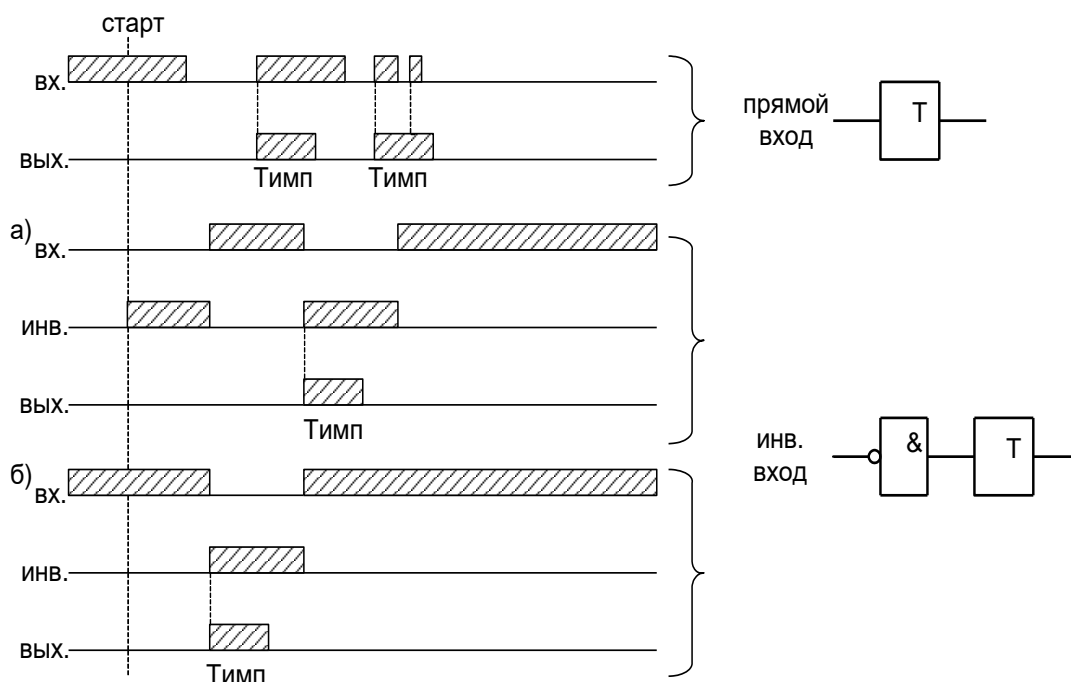 старт
вх.
вых.
Тимп Тимп
прямой
вход
Т
а)
вх.
инв.
вых.
Тимп
инв.
вход
&
Т
б)
вх.
инв.
вых.
Тимп